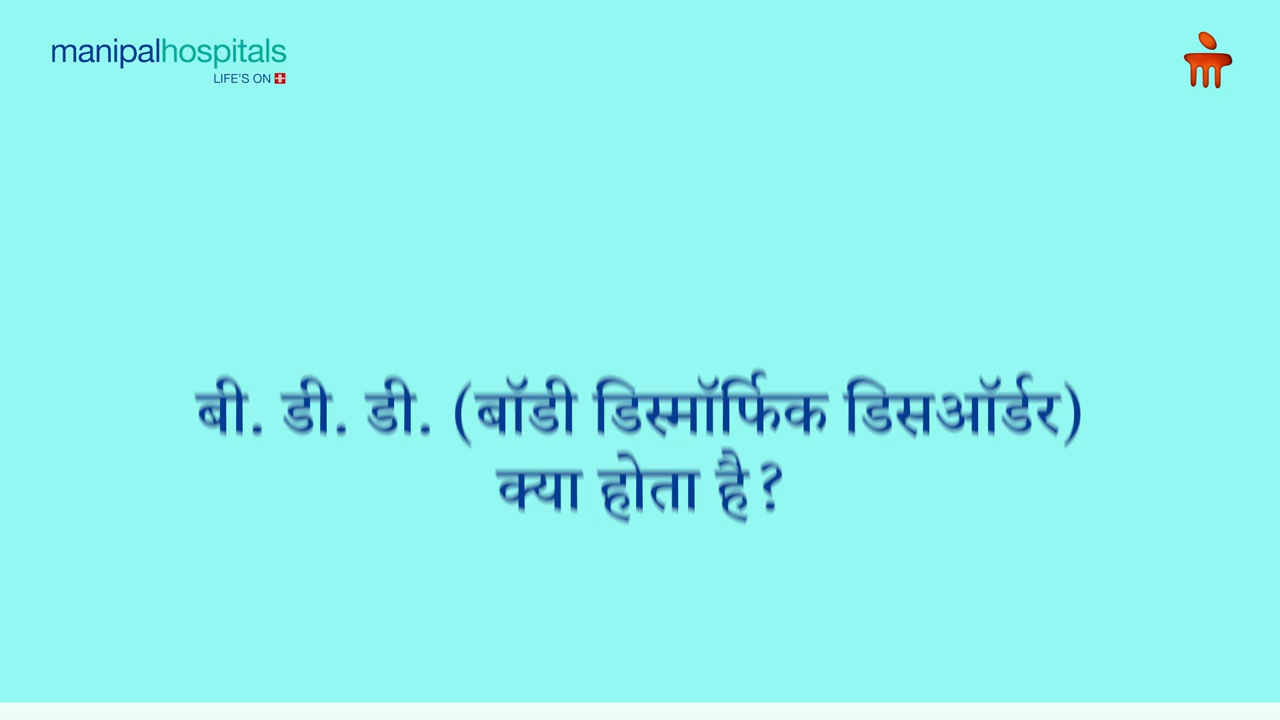 manipalhospitals
LIFE'S ON
बी. डी. डी. (बॉडी डिस्मॉर्फिक डिसऑर्डर)
क्या होता है?